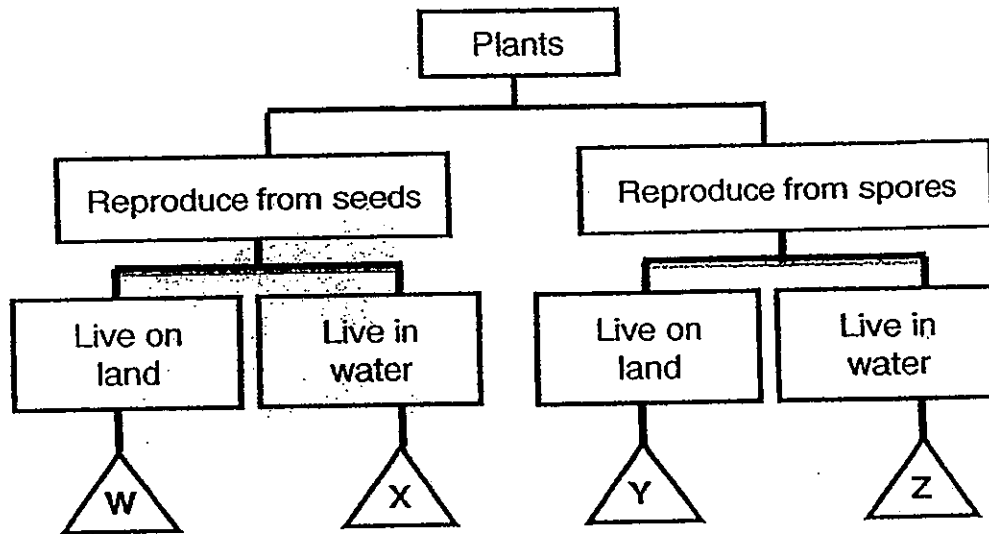 Plants
Reproduce from seeds
Reproduce from spores
Live on
land
Live in
water
Live on
land
Live in
water
W
X
Y
Z